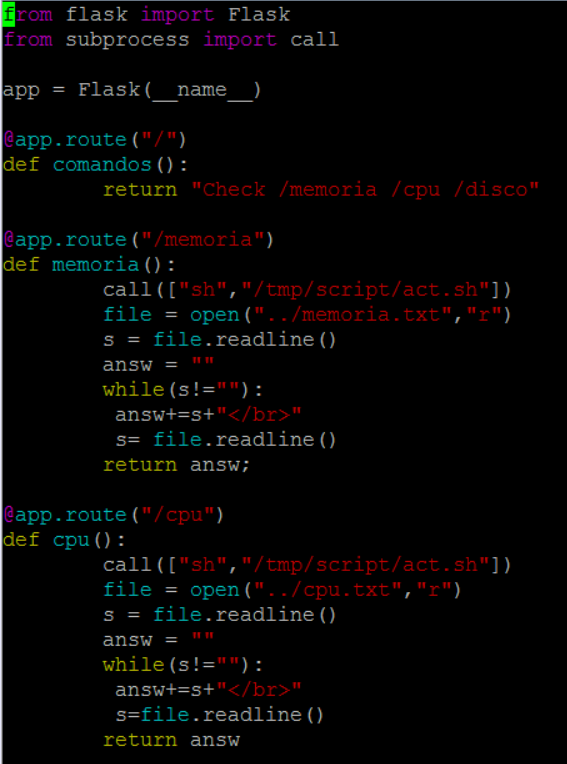 from flask import Flask
from subprocess import call

app = Flask(__name__)

@app.route("/")
def comandos():
        return "Check /memoria /cpu /disco"

@app.route("/memoria")
def memoria():
        call(["sh","/tmp/script/act.sh"])
        file = open("../memoria.txt","r")
        s = file.readline()
        answ = ""
        while(s!=""):
         answ+=s+"</br>"
         s= file.readline()
        return answ;

@app.route("/cpu")
def cpu():
        call(["sh","/tmp/script/act.sh"])
        file = open("../cpu.txt","r")
        s = file.readline()
        answ = ""
        while(s!=""):
         answ+=s+"</br>"
         s=file.readline()
        return answ